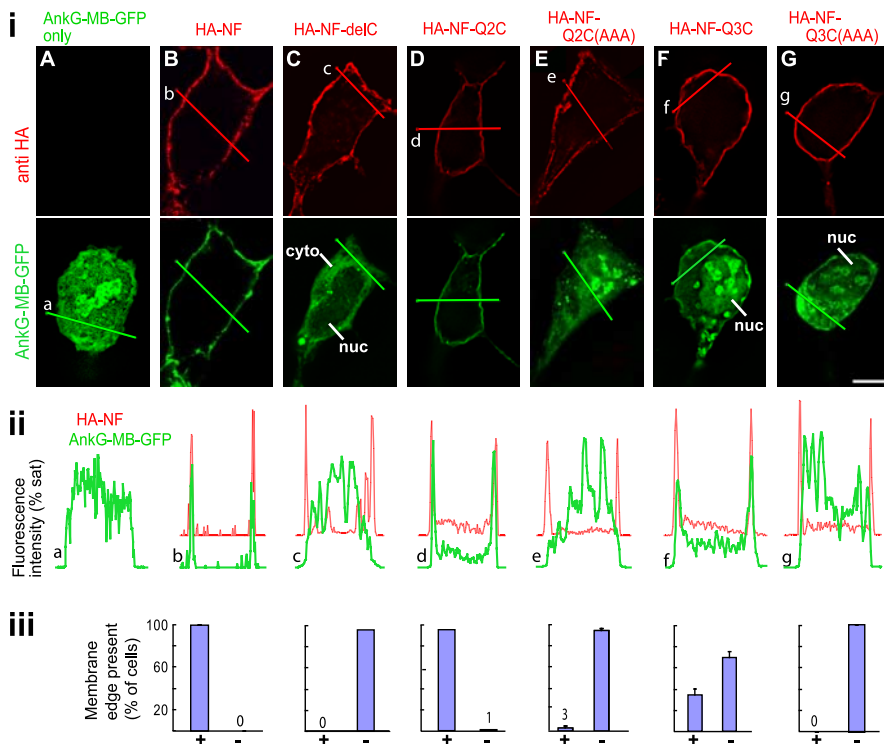 i
AnkG-MB-GFP only
HA-NF
HA-NF-delC
HA-NF-Q2C
HA-NF-Q2C(AAA)
HA-NF-Q3C
HA-NF-Q3C(AAA)
anti HA
A
B
b
C
c
D
d
E
e
F
f
G
g
AnkG-MB-GFP
a
cyto
nuc
nuc
nuc
ii
HA-NF
AnkG-MB-GFP
Fluorescence intensity (% sat)
a
b
c
d
e
f
g
iii
Membrane edge present (% of cells)
100
60
20
0
0
1
3
0
+ -
+ -
+ -
+ -
+ -
+ -